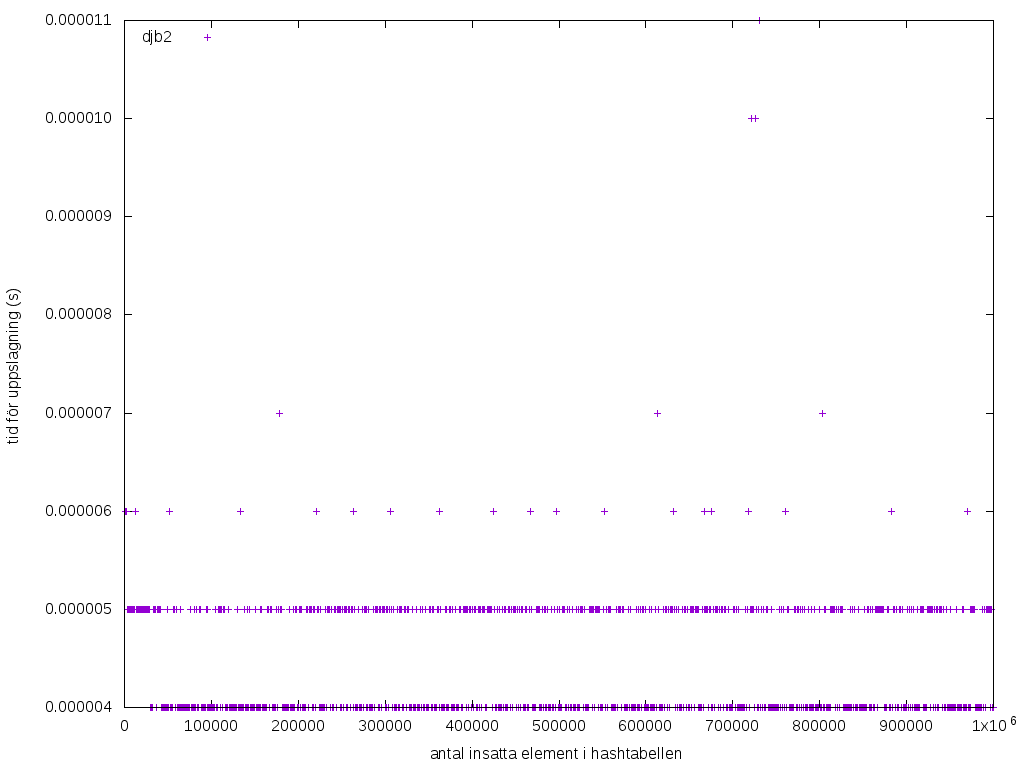 0.000011
djb2
0.000010
0.000009
0.000008
0.000007
0.000006
0.000005
0.000004
tid för uppslagning (s)
0 100000 200000 300000 400000 500000 600000 700000 800000 900000 1x10⁶
antal insatta element i hashtabellen